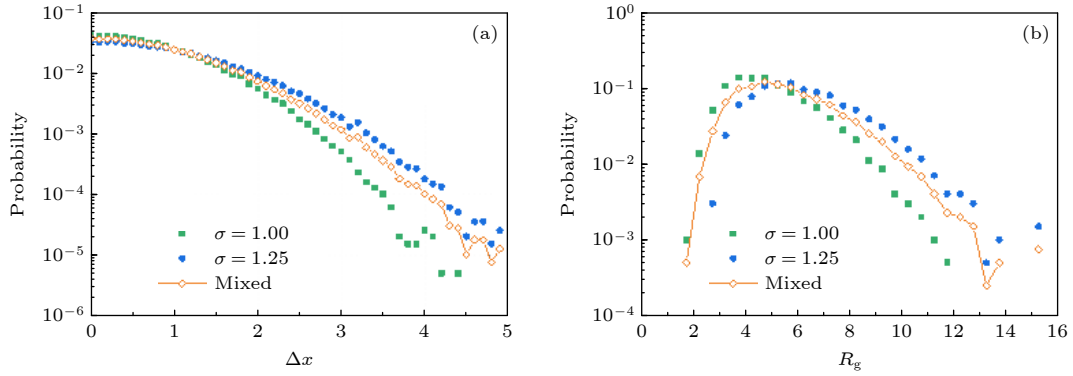 (a)
Probability
10⁻¹
10⁻²
10⁻³
10⁻⁴
10⁻⁵
10⁻⁶
σ = 1.00
σ = 1.25
Mixed
0 1 2 3 4 5
Δx
(b)
Probability
10⁰
10⁻¹
10⁻²
10⁻³
10⁻⁴
σ = 1.00
σ = 1.25
Mixed
0 2 4 6 8 10 12 14 16
R_g